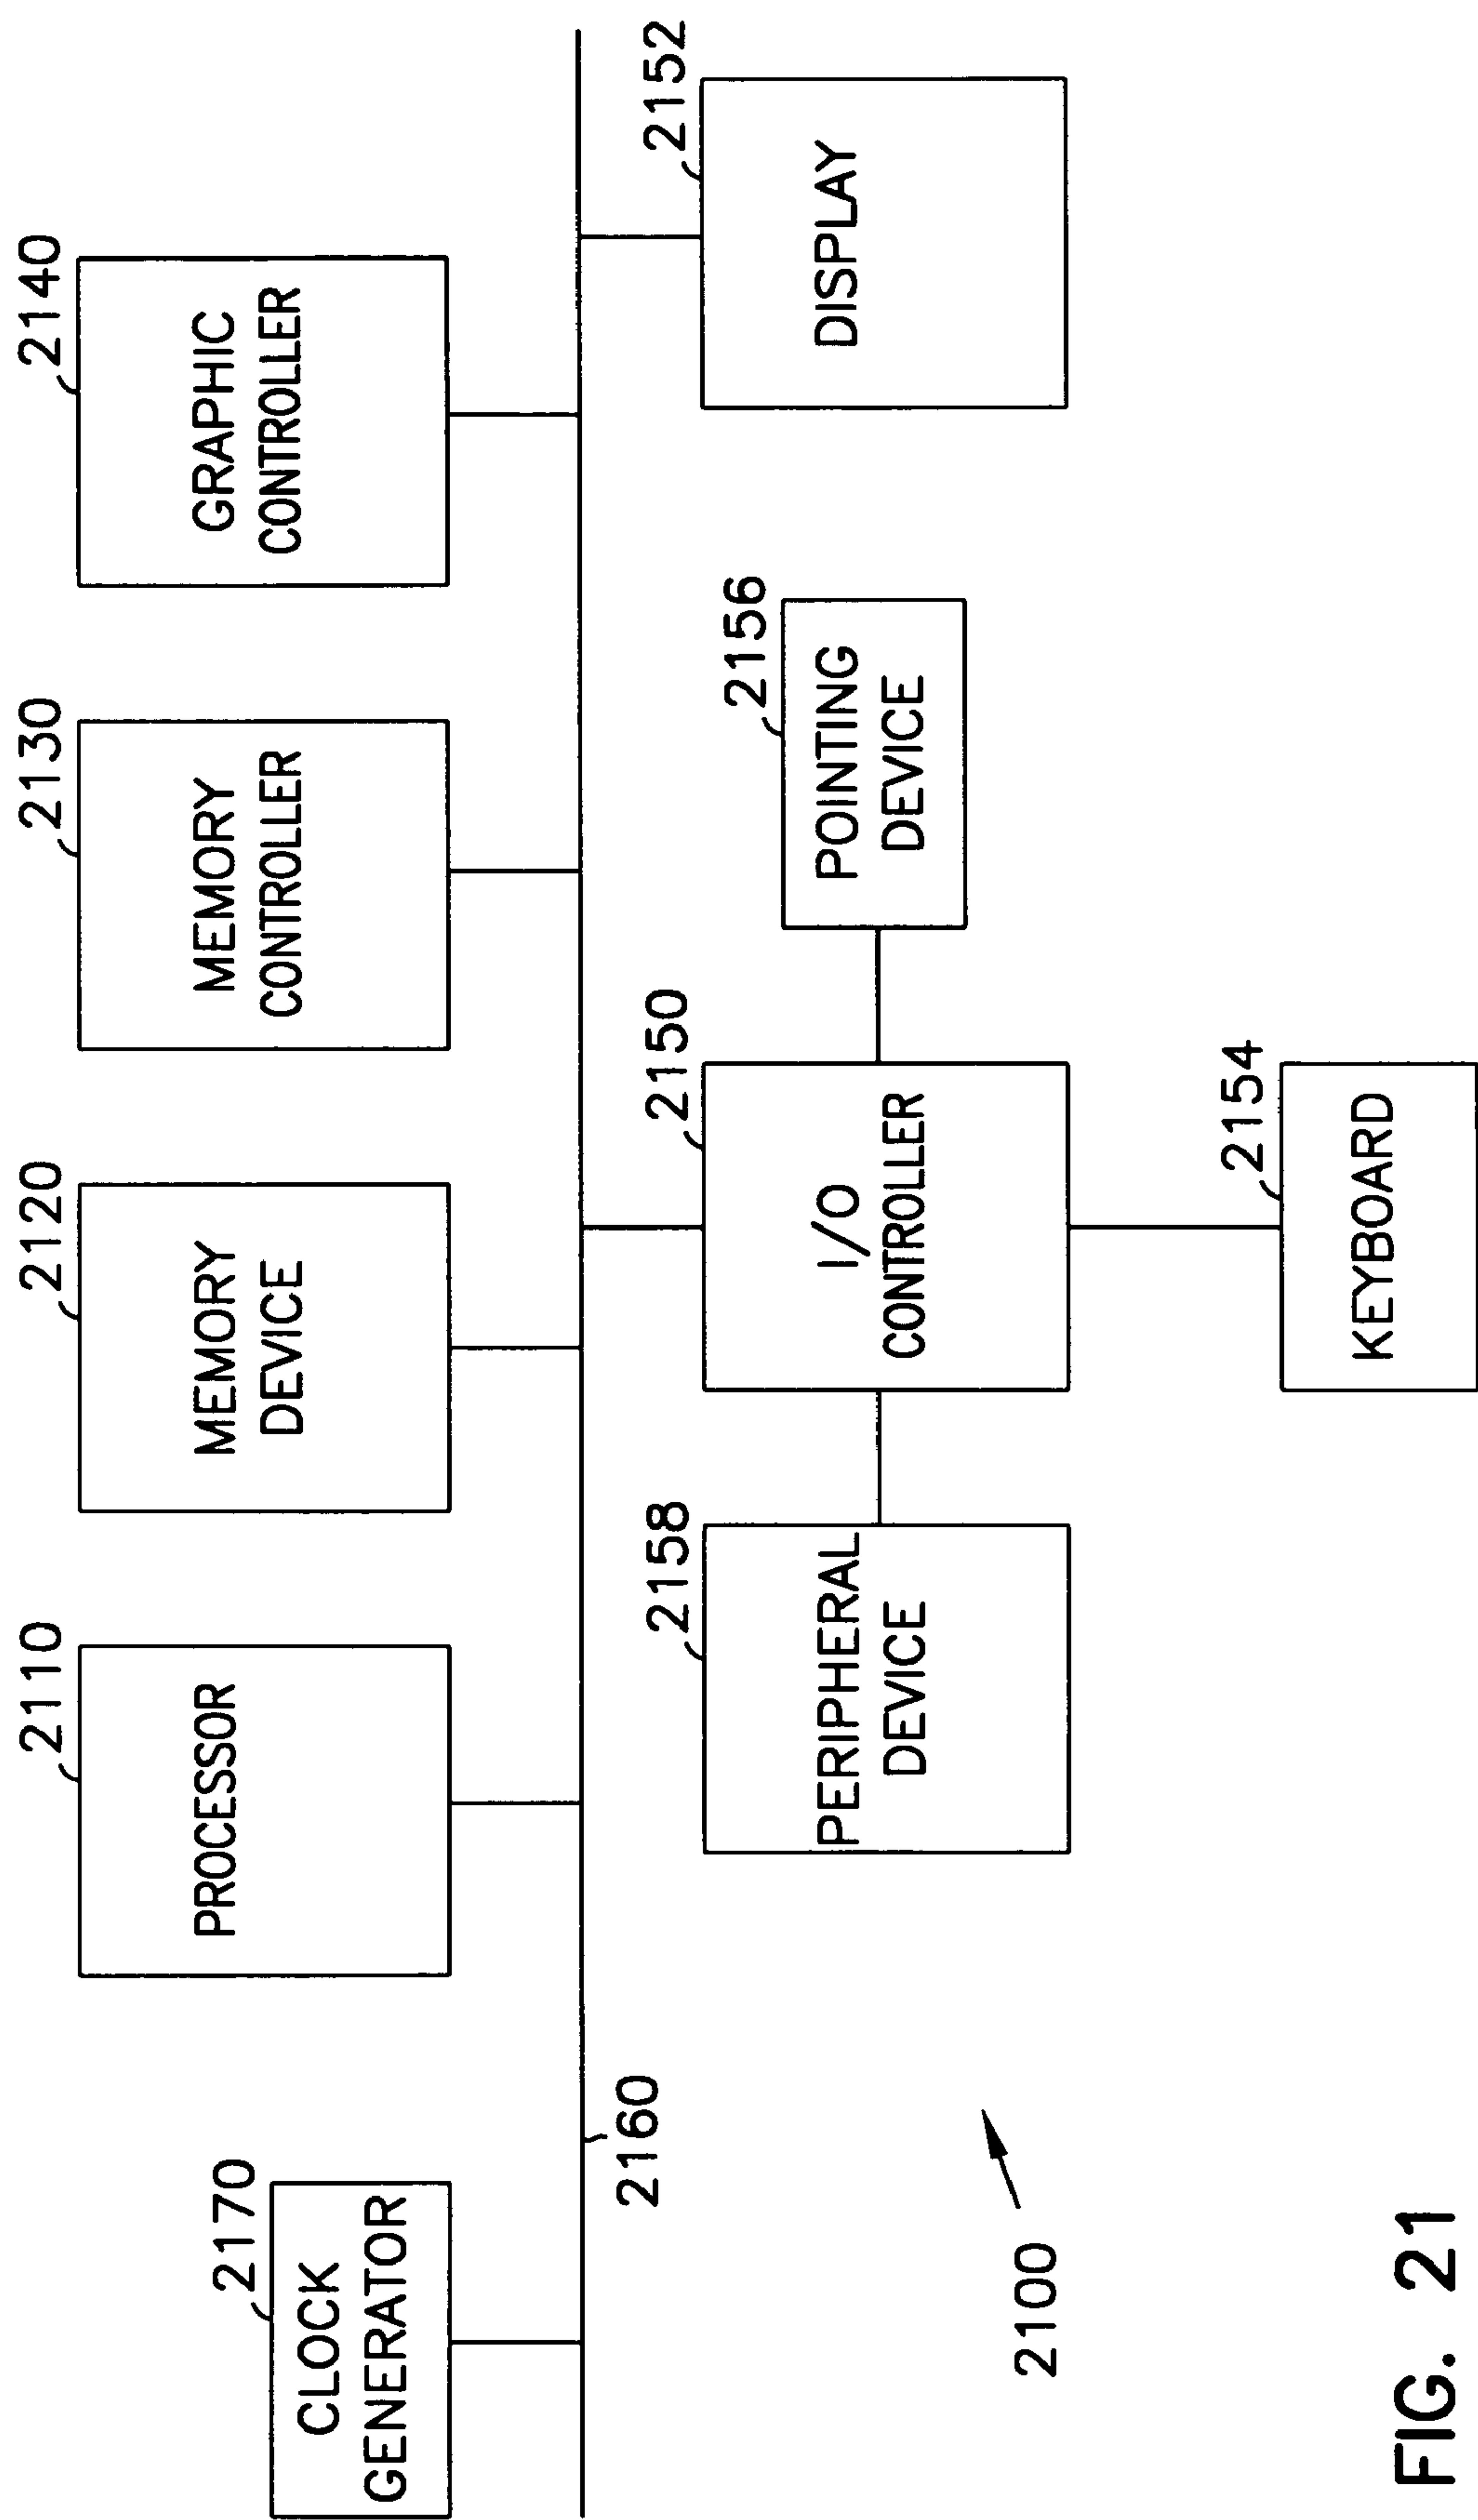 2110
2120
2130
2140
PROCESSOR
MEMORY
DEVICE
MEMORY
CONTROLLER
GRAPHIC
CONTROLLER
2170
CLOCK
GENERATOR
2160
2158
PERIPHERAL
DEVICE
2150
I/O
CONTROLLER
2156
POINTING
DEVICE
2152
DISPLAY
2100
2154
KEYBOARD
FIG. 21